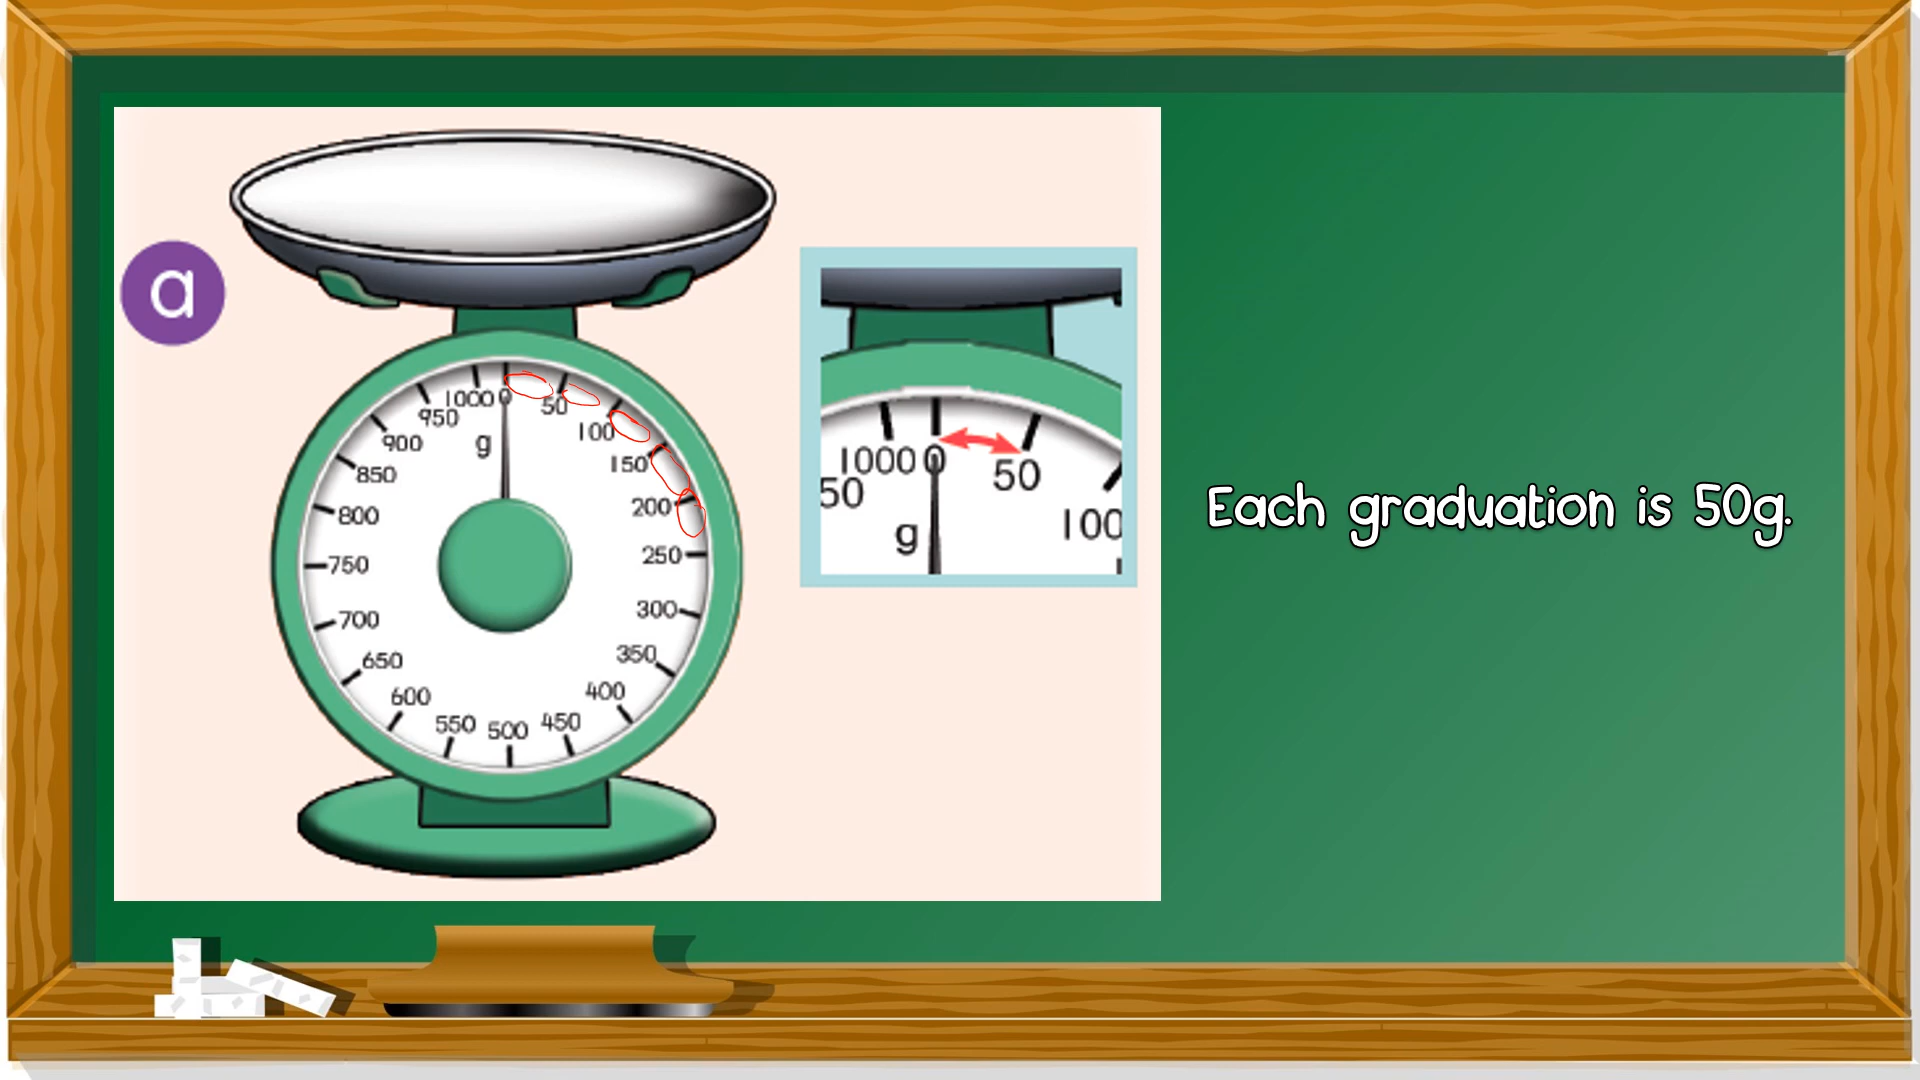 a
1000 0 50
950 100
900 g 150
850 200
800 250
750 300
700 350
650 400
600 450
550 500
1000 0 50
50 100
g
Each graduation is 50g.